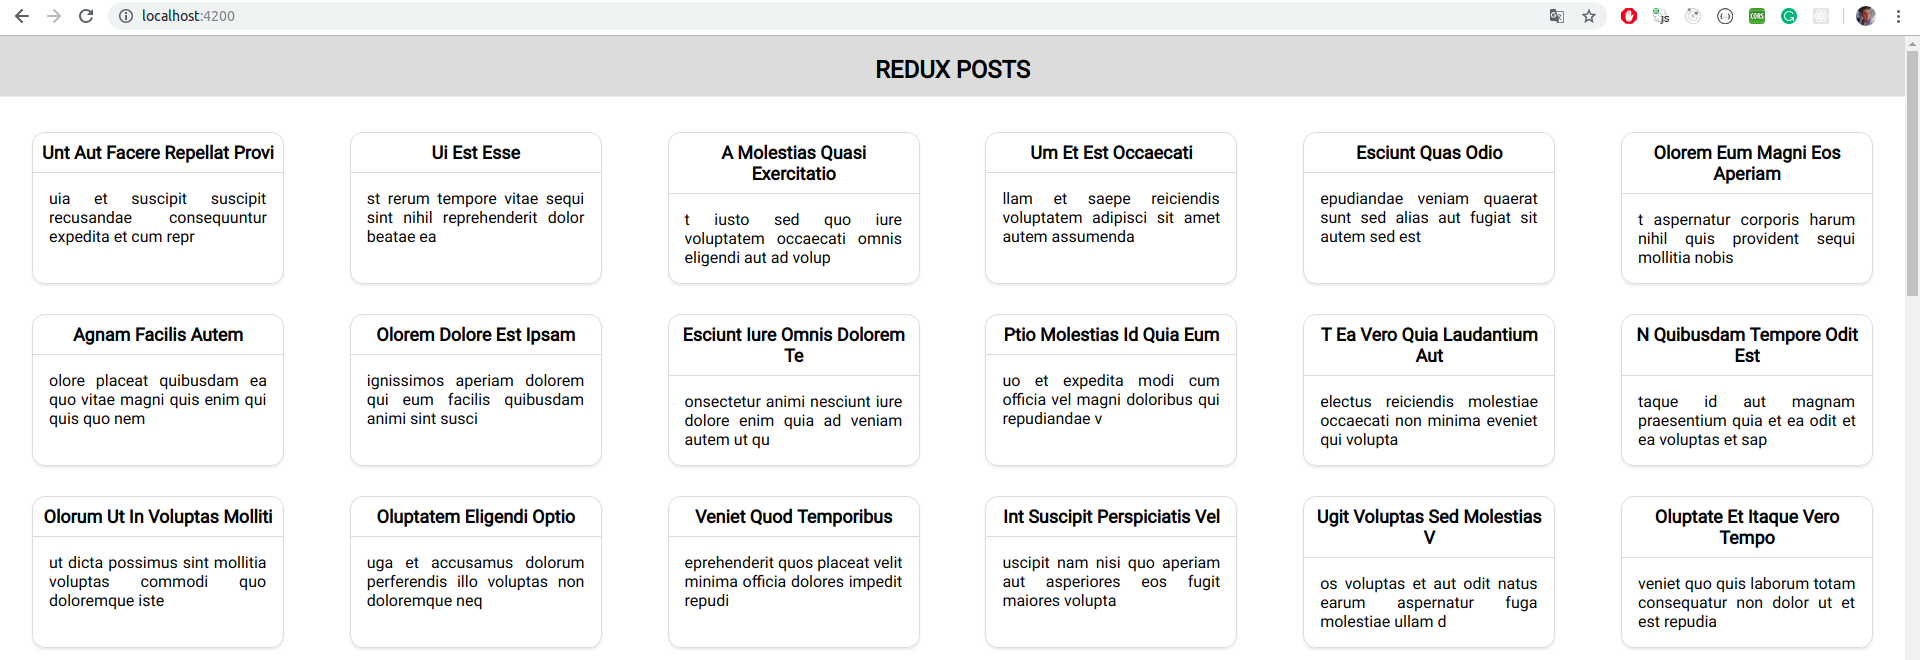 localhost:4200
JS
CORS
REDUX POSTS
Unt Aut Facere Repellat Provi
uia et suscipit suscipit
recusandae consequuntur
expedita et cum repr
Ui Est Esse
st rerum tempore vitae sequi
sint nihil reprehenderit dolor
beatae ea
A Molestias Quasi
Exercitatio
t iusto sed quo iure
voluptatem occaecati omnis
eligendi aut ad volup
Um Et Est Occaecati
llam et saepe reiciendis
voluptatem adipisci sit amet
autem assumenda
Esciunt Quas Odio
epudiandae veniam quaerat
sunt sed alias aut fugiat sit
autem sed est
Olorem Eum Magni Eos
Aperiam
t aspernatur corporis harum
nihil quis provident sequi
mollitia nobis
Agnam Facilis Autem
olore placeat quibusdam ea
quo vitae magni quis enim qui
quis quo nem
Olorem Dolore Est Ipsam
ignissimos aperiam dolorem
qui eum facilis quibusdam
animi sint susci
Esciunt Iure Omnis Dolorem
Te
onsectetur animi nesciunt iure
dolore enim quia ad veniam
autem ut qu
Ptio Molestias Id Quia Eum
uo et expedita modi cum
officia vel magni doloribus qui
repudiandae v
T Ea Vero Quia Laudantium
Aut
electus reiciendis molestiae
occaecati non minima eveniet
qui volupta
N Quibusdam Tempore Odit
Est
taque id aut magnam
praesentium quia et ea odit et
ea voluptas et sap
Olorum Ut In Voluptas Molliti
ut dicta possimus sint mollitia
voluptas commodi quo
doloremque iste
Oluptatem Eligendi Optio
uga et accusamus dolorum
perferendis illo voluptas non
doloremque neq
Veniet Quod Temporibus
eprehenderit quos placeat velit
minima officia dolores impedit
repudi
Int Suscipit Perspiciatis Vel
uscipit nam nisi quo aperiam
aut asperiores eos fugit
maiores volupta
Ugit Voluptas Sed Molestias
V
os voluptas et aut odit natus
earum aspernatur fuga
molestiae ullam d
Oluptate Et Itaque Vero
Tempo
veniet quo quis laborum totam
consequatur non dolor ut et
est repudia